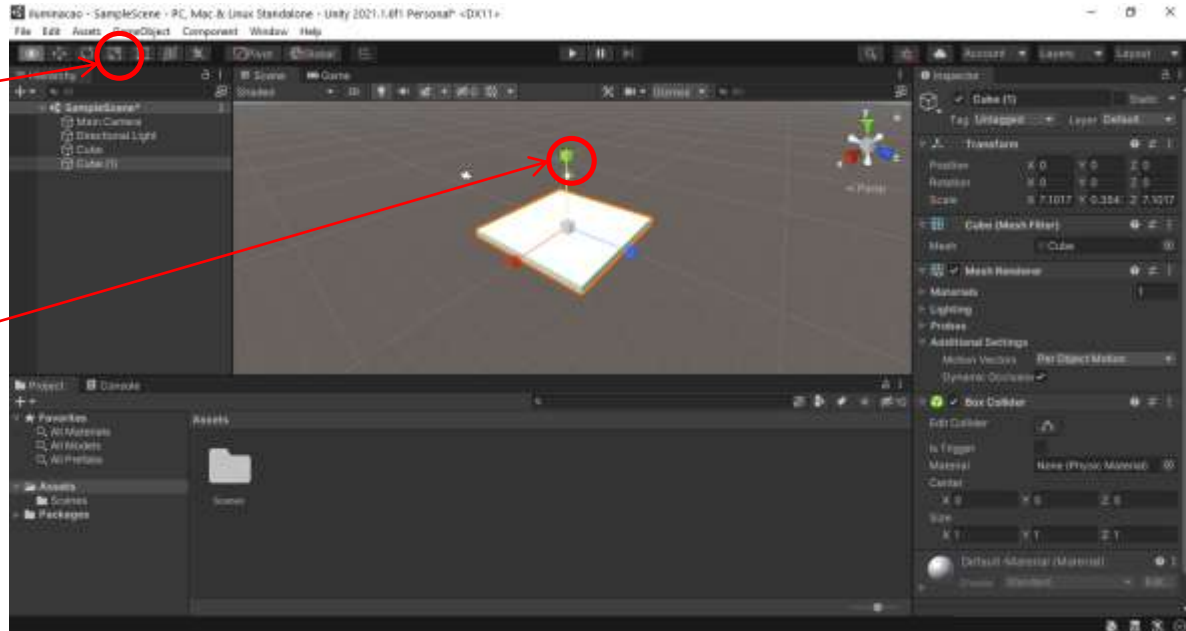 iluminacao - SampleScene - PC, Mac & Linux Standalone - Unity 2021.1.6f1 Personal* <DX11>
File Edit Assets GameObject Component Window Help
Pivot Global
Account Layers Layout
Hierarchy
Scene Game
Inspector
Shaded 2D Gizmos
SampleScene*
Main Camera
Directional Light
Cube
Cube (1)
Persp
Cube (1) Static
Tag Untagged Layer Default
Transform
Position X 0 Y 0 Z 0
Rotation X 0 Y 0 Z 0
Scale X 7.1017 Y 0.354 Z 7.1017
Cube (Mesh Filter)
Mesh Cube
Mesh Renderer
Materials 1
Lighting
Probes
Additional Settings
Motion Vectors Per Object Motion
Dynamic Occlusion
Box Collider
Edit Collider
Is Trigger
Material None (Physic Material)
Center
X 0 Y 0 Z 0
Size
X 1 Y 1 Z 1
Default-Material (Material)
Shader Standard Edit...
Project Console
Favorites
All Materials
All Models
All Prefabs
Assets
Scenes
Packages
Assets
Scenes